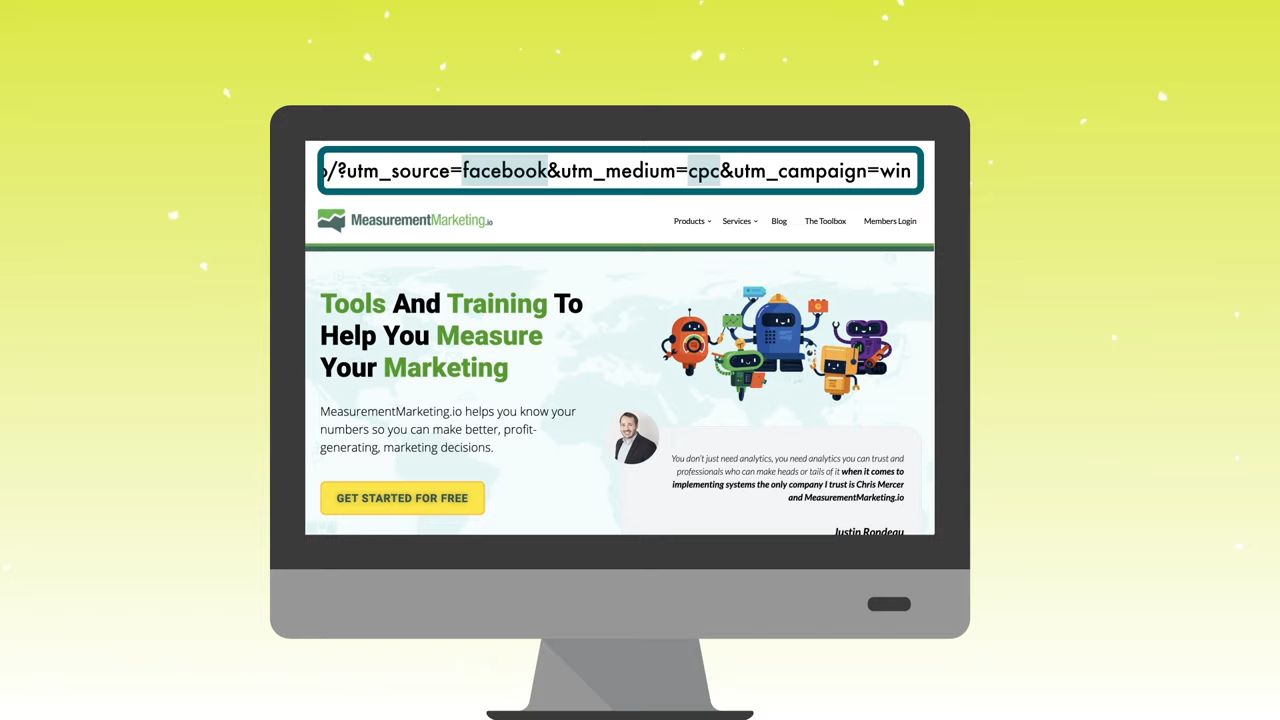 /?utm_source=facebook&utm_medium=cpc&utm_campaign=win
MeasurementMarketing.io
Products Services Blog The Toolbox Members Login
Tools And Training To
Help You Measure
Your Marketing
MeasurementMarketing.io helps you know your
numbers so you can make better, profit-
generating, marketing decisions.
GET STARTED FOR FREE
You don't just need analytics, you need analytics you can trust and
professionals who can make heads or tails of it when it comes to
implementing systems the only company I trust is Chris Mercer
and MeasurementMarketing.io
Justin Rondeau